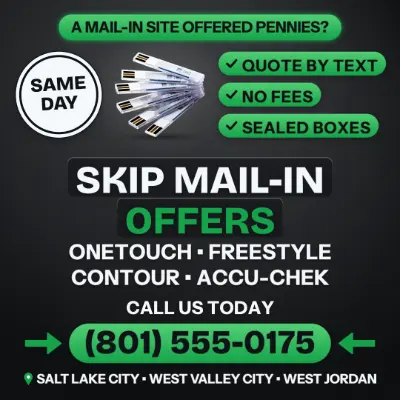 A MAIL-IN SITE OFFERED PENNIES?
SAME
DAY
✓ QUOTE BY TEXT
✓ NO FEES
✓ SEALED BOXES
SKIP MAIL-IN
OFFERS
ONETOUCH ▪ FREESTYLE
CONTOUR ▪ ACCU-CHEK
CALL US TODAY
(801) 555-0175
SALT LAKE CITY ▪ WEST VALLEY CITY ▪ WEST JORDAN